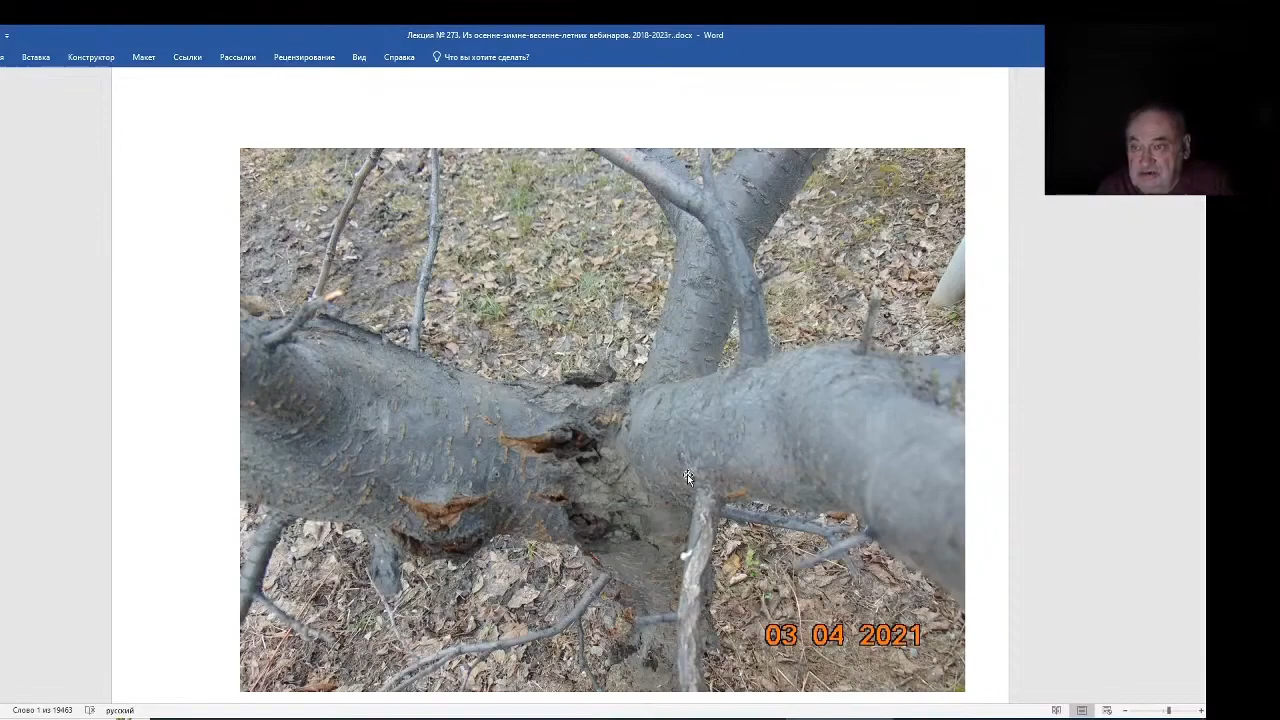 Лекция № 273. Из осенне-зимне-весенне-летних вебинаров. 2018-2023г..docx - Word
я Вставка Конструктор Макет Ссылки Рассылки Рецензирование Вид Справка Что вы хотите сделать?
03 04 2021
Слово 1 из 19463 русский